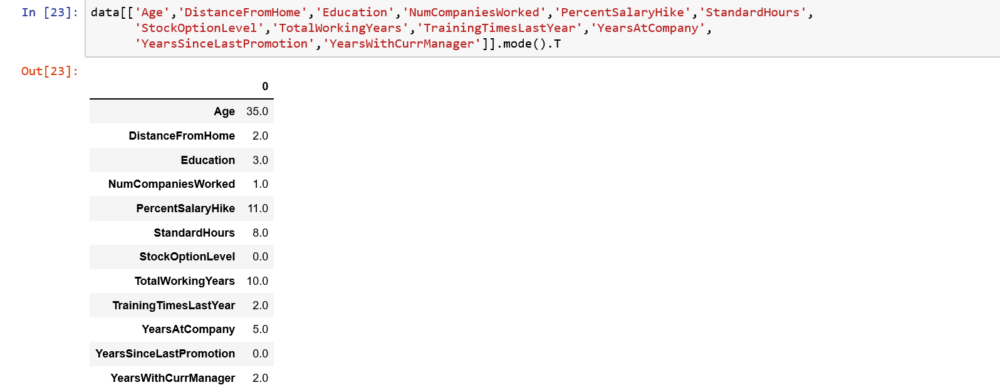 In [23]: data[['Age','DistanceFromHome','Education','NumCompaniesWorked','PercentSalaryHike','StandardHours',
'StockOptionLevel','TotalWorkingYears','TrainingTimesLastYear','YearsAtCompany',
'YearsSinceLastPromotion','YearsWithCurrManager']].mode().T
Out[23]:
0
Age 35.0
DistanceFromHome 2.0
Education 3.0
NumCompaniesWorked 1.0
PercentSalaryHike 11.0
StandardHours 8.0
StockOptionLevel 0.0
TotalWorkingYears 10.0
TrainingTimesLastYear 2.0
YearsAtCompany 5.0
YearsSinceLastPromotion 0.0
YearsWithCurrManager 2.0